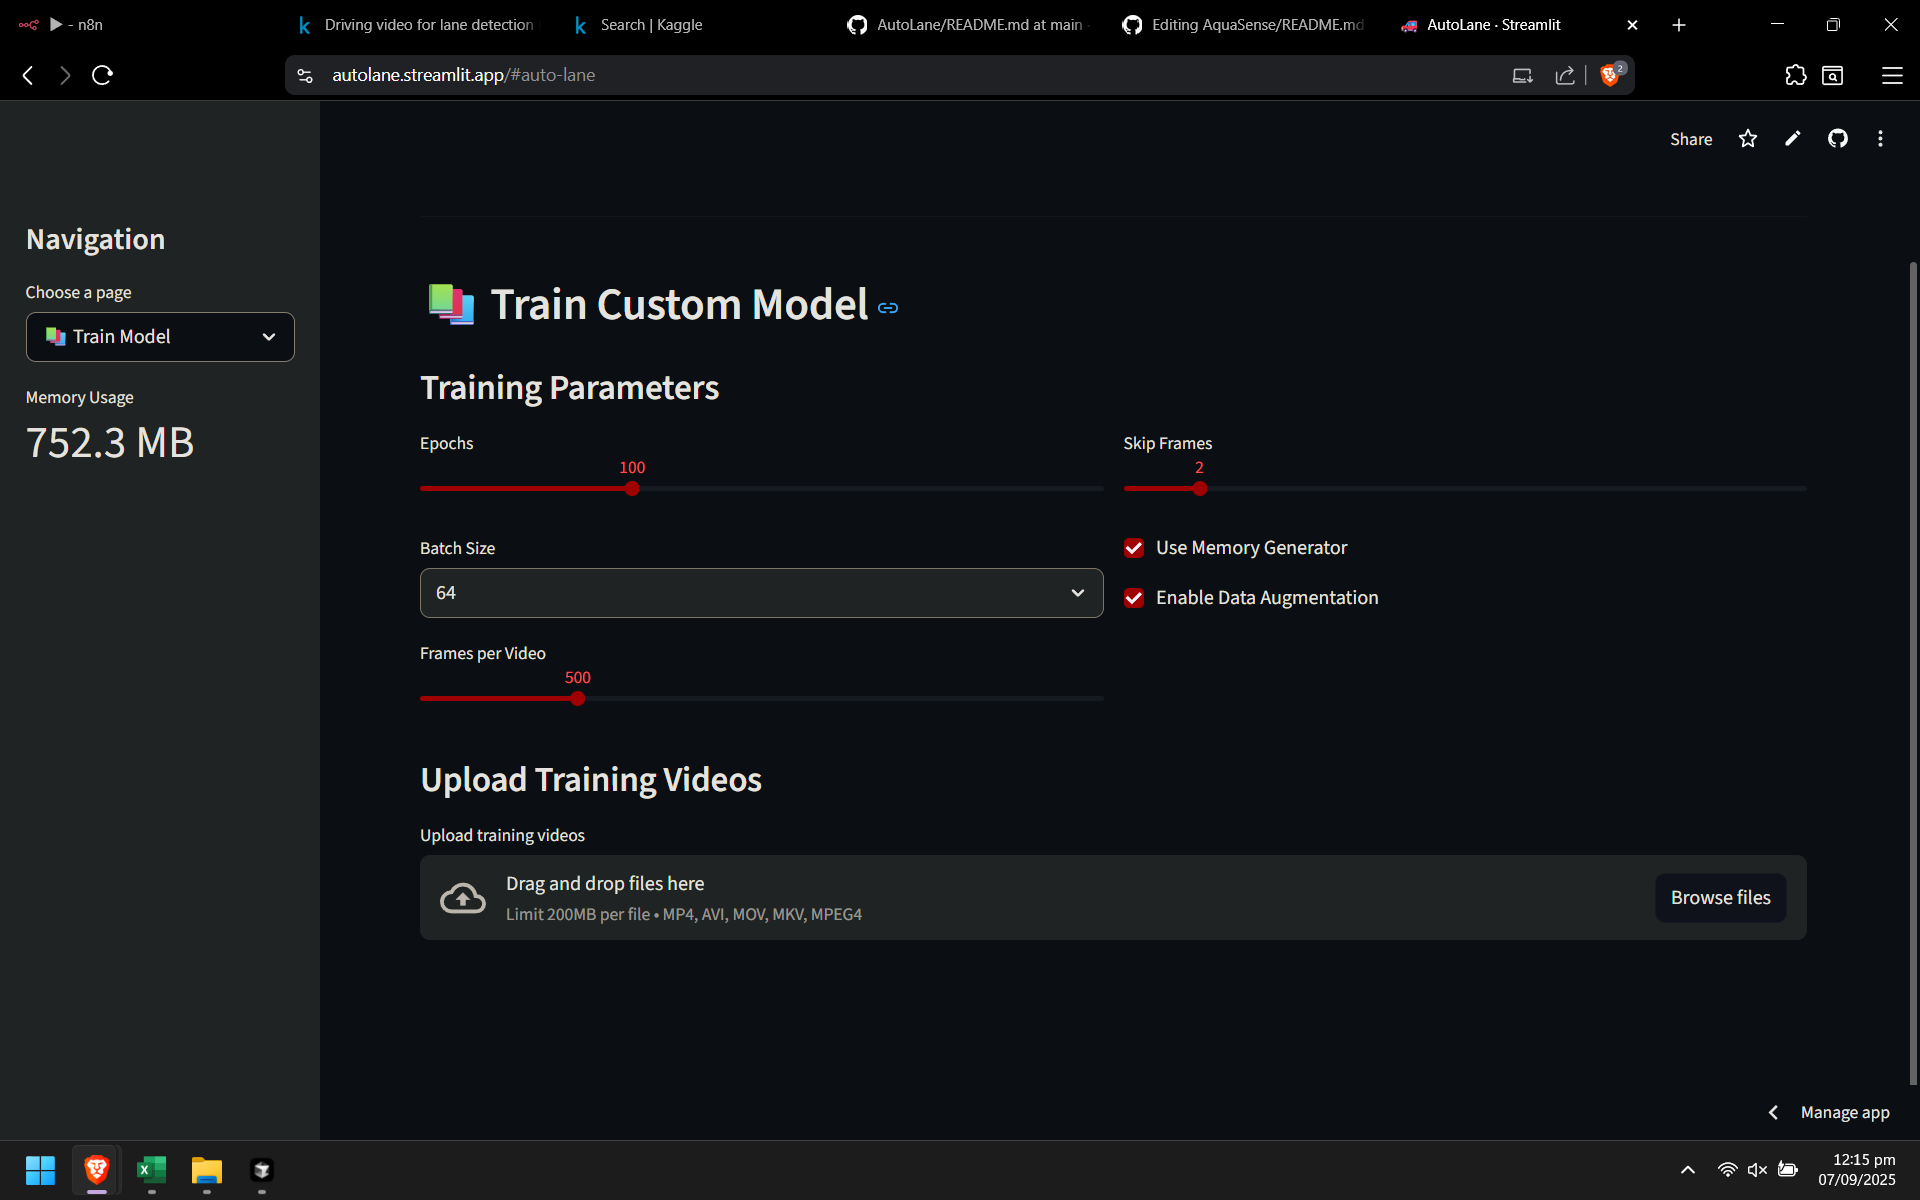 - n8n
Driving video for lane detection
Search | Kaggle
AutoLane/README.md at main
Editing AquaSense/README.md
AutoLane · Streamlit
autolane.streamlit.app/#auto-lane
2
Share
Navigation
Choose a page
Train Model
Memory Usage
752.3 MB
Train Custom Model
Training Parameters
Epochs
100
Skip Frames
2
Batch Size
64
Use Memory Generator
Enable Data Augmentation
Frames per Video
500
Upload Training Videos
Upload training videos
Drag and drop files here
Limit 200MB per file • MP4, AVI, MOV, MKV, MPEG4
Browse files
Manage app
12:15 pm
07/09/2025